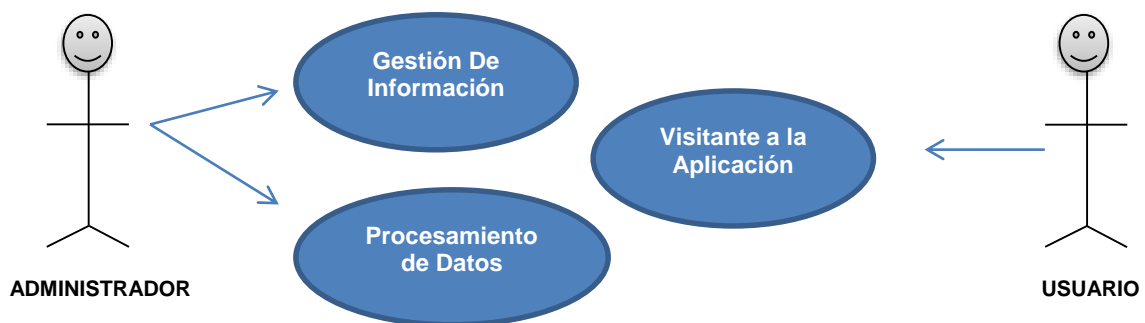 Gestión De
Información
Visitante a la
Aplicación
Procesamiento
de Datos
ADMINISTRADOR
USUARIO